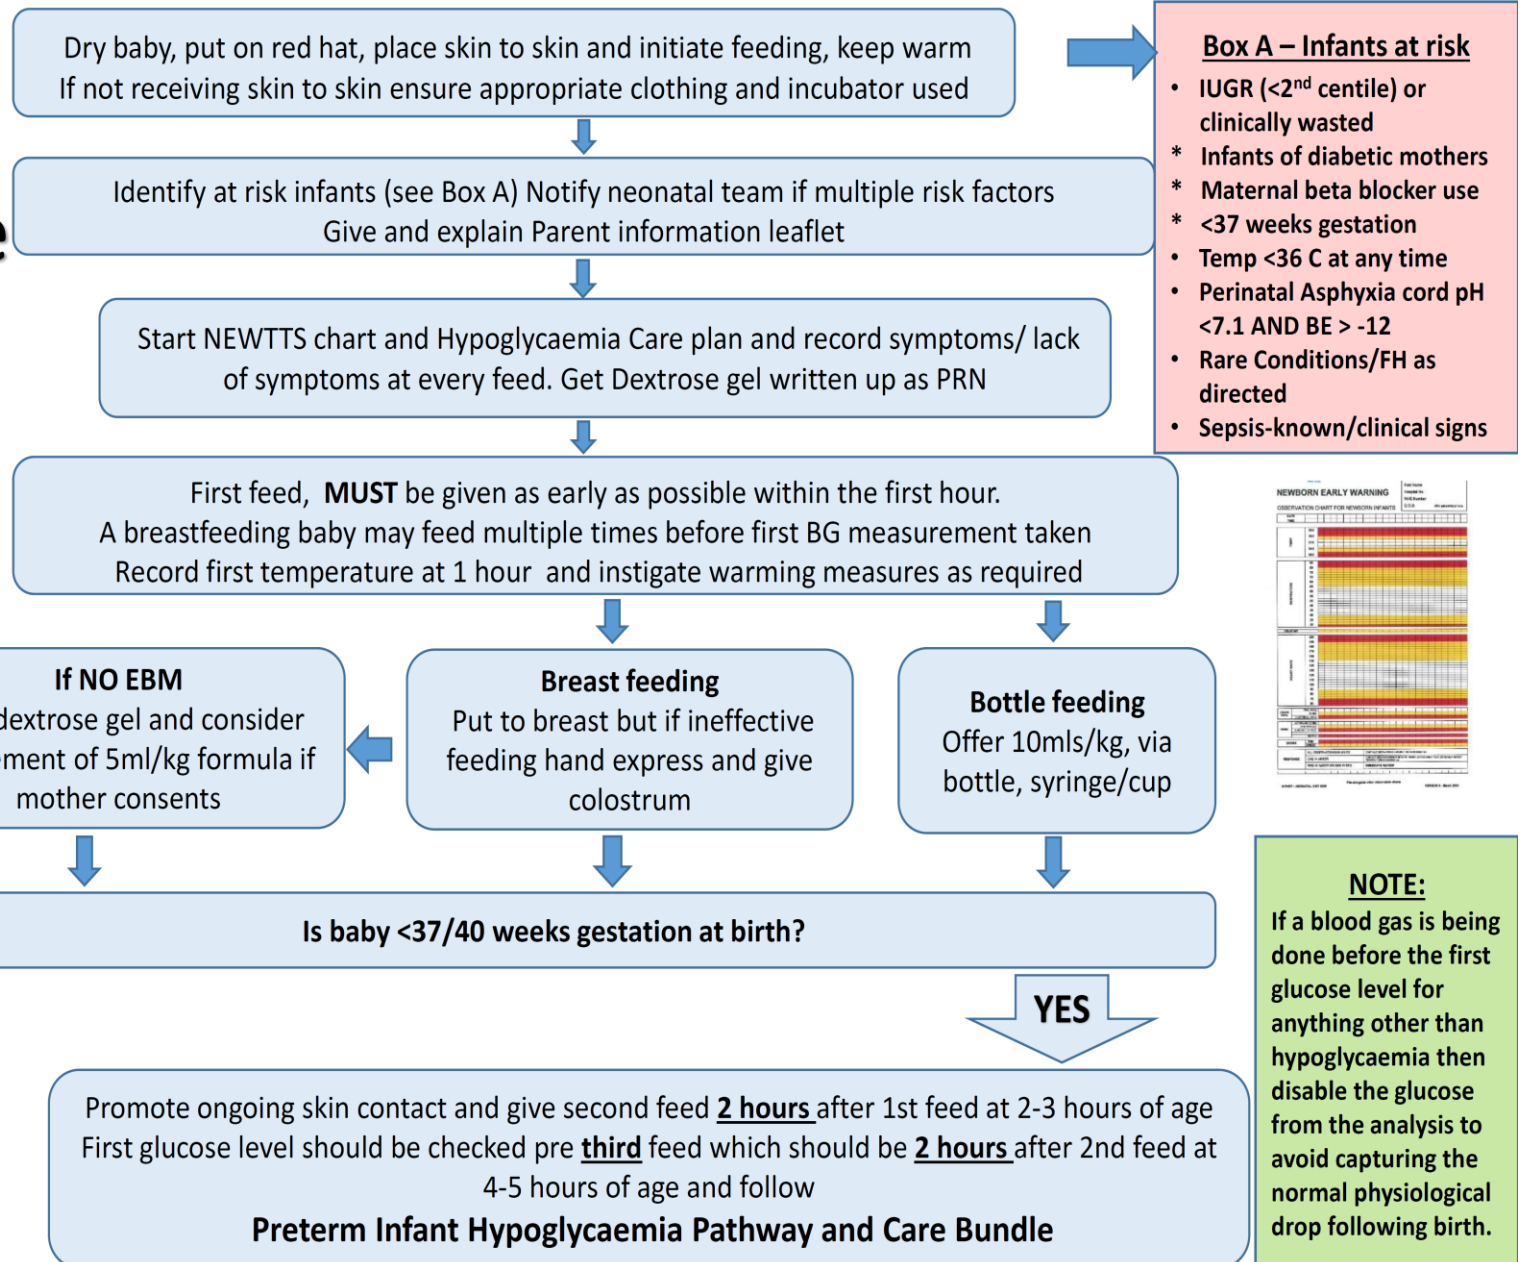 Dry baby, put on red hat, place skin to skin and initiate feeding, keep warm
If not receiving skin to skin ensure appropriate clothing and incubator used
Box A – Infants at risk
• IUGR (<2nd centile) or
clinically wasted
* Infants of diabetic mothers
* Maternal beta blocker use
* <37 weeks gestation
• Temp <36 C at any time
• Perinatal Asphyxia cord pH
<7.1 AND BE > -12
• Rare Conditions/FH as
directed
• Sepsis-known/clinical signs
Identify at risk infants (see Box A) Notify neonatal team if multiple risk factors
Give and explain Parent information leaflet
e
Start NEWTTS chart and Hypoglycaemia Care plan and record symptoms/ lack
of symptoms at every feed. Get Dextrose gel written up as PRN
First feed, MUST be given as early as possible within the first hour.
A breastfeeding baby may feed multiple times before first BG measurement taken
Record first temperature at 1 hour and instigate warming measures as required
NEWBORN EARLY WARNING
OBSERVATION CHART FOR NEWBORN INFANTS
If NO EBM
dextrose gel and consider
ement of 5ml/kg formula if
mother consents
Breast feeding
Put to breast but if ineffective
feeding hand express and give
colostrum
Bottle feeding
Offer 10mls/kg, via
bottle, syringe/cup
Is baby <37/40 weeks gestation at birth?
YES
Promote ongoing skin contact and give second feed 2 hours after 1st feed at 2-3 hours of age
First glucose level should be checked pre third feed which should be 2 hours after 2nd feed at
4-5 hours of age and follow
Preterm Infant Hypoglycaemia Pathway and Care Bundle
NOTE:
If a blood gas is being
done before the first
glucose level for
anything other than
hypoglycaemia then
disable the glucose
from the analysis to
avoid capturing the
normal physiological
drop following birth.